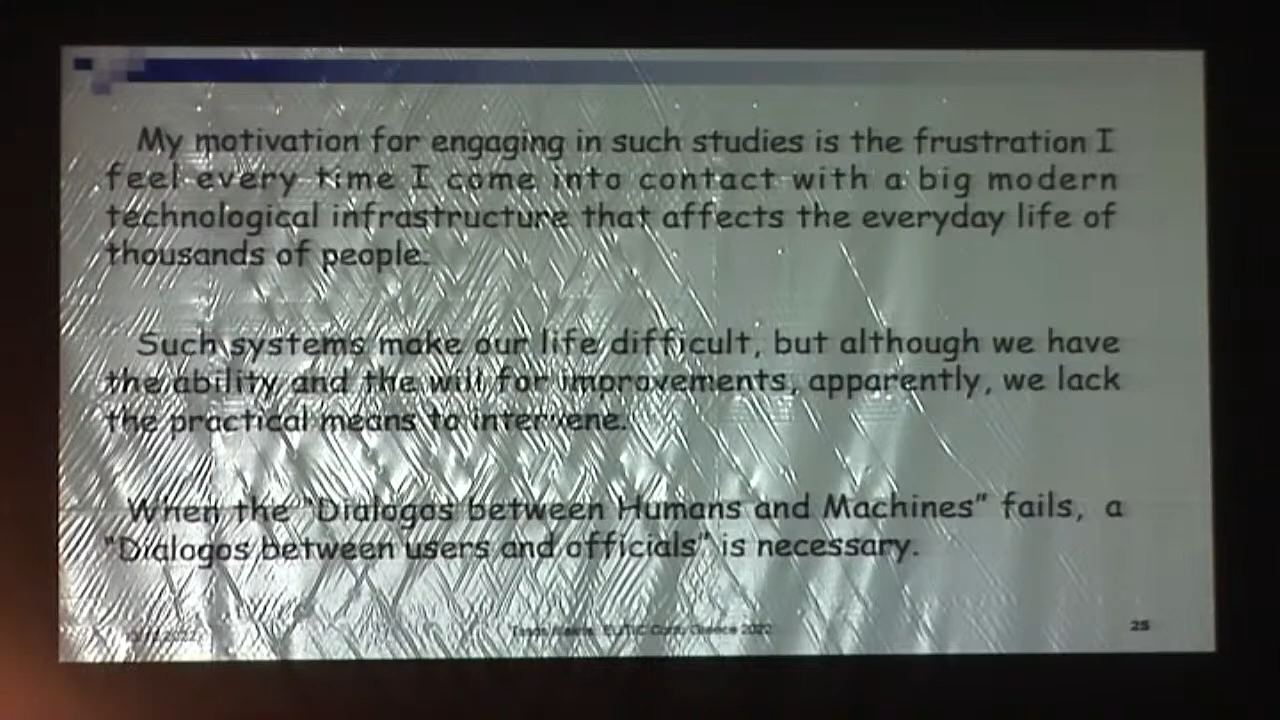 My motivation for engaging in such studies is the frustration I
feel every time I come into contact with a big modern
technological infrastructure that affects the everyday life of
thousands of people.
Such systems make our life difficult, but although we have
the ability and the will for improvements, apparently, we lack
the practical means to intervene.
When the "Dialogos between Humans and Machines" fails, a
"Dialogos between users and officials" is necessary.
Greece 2022
25